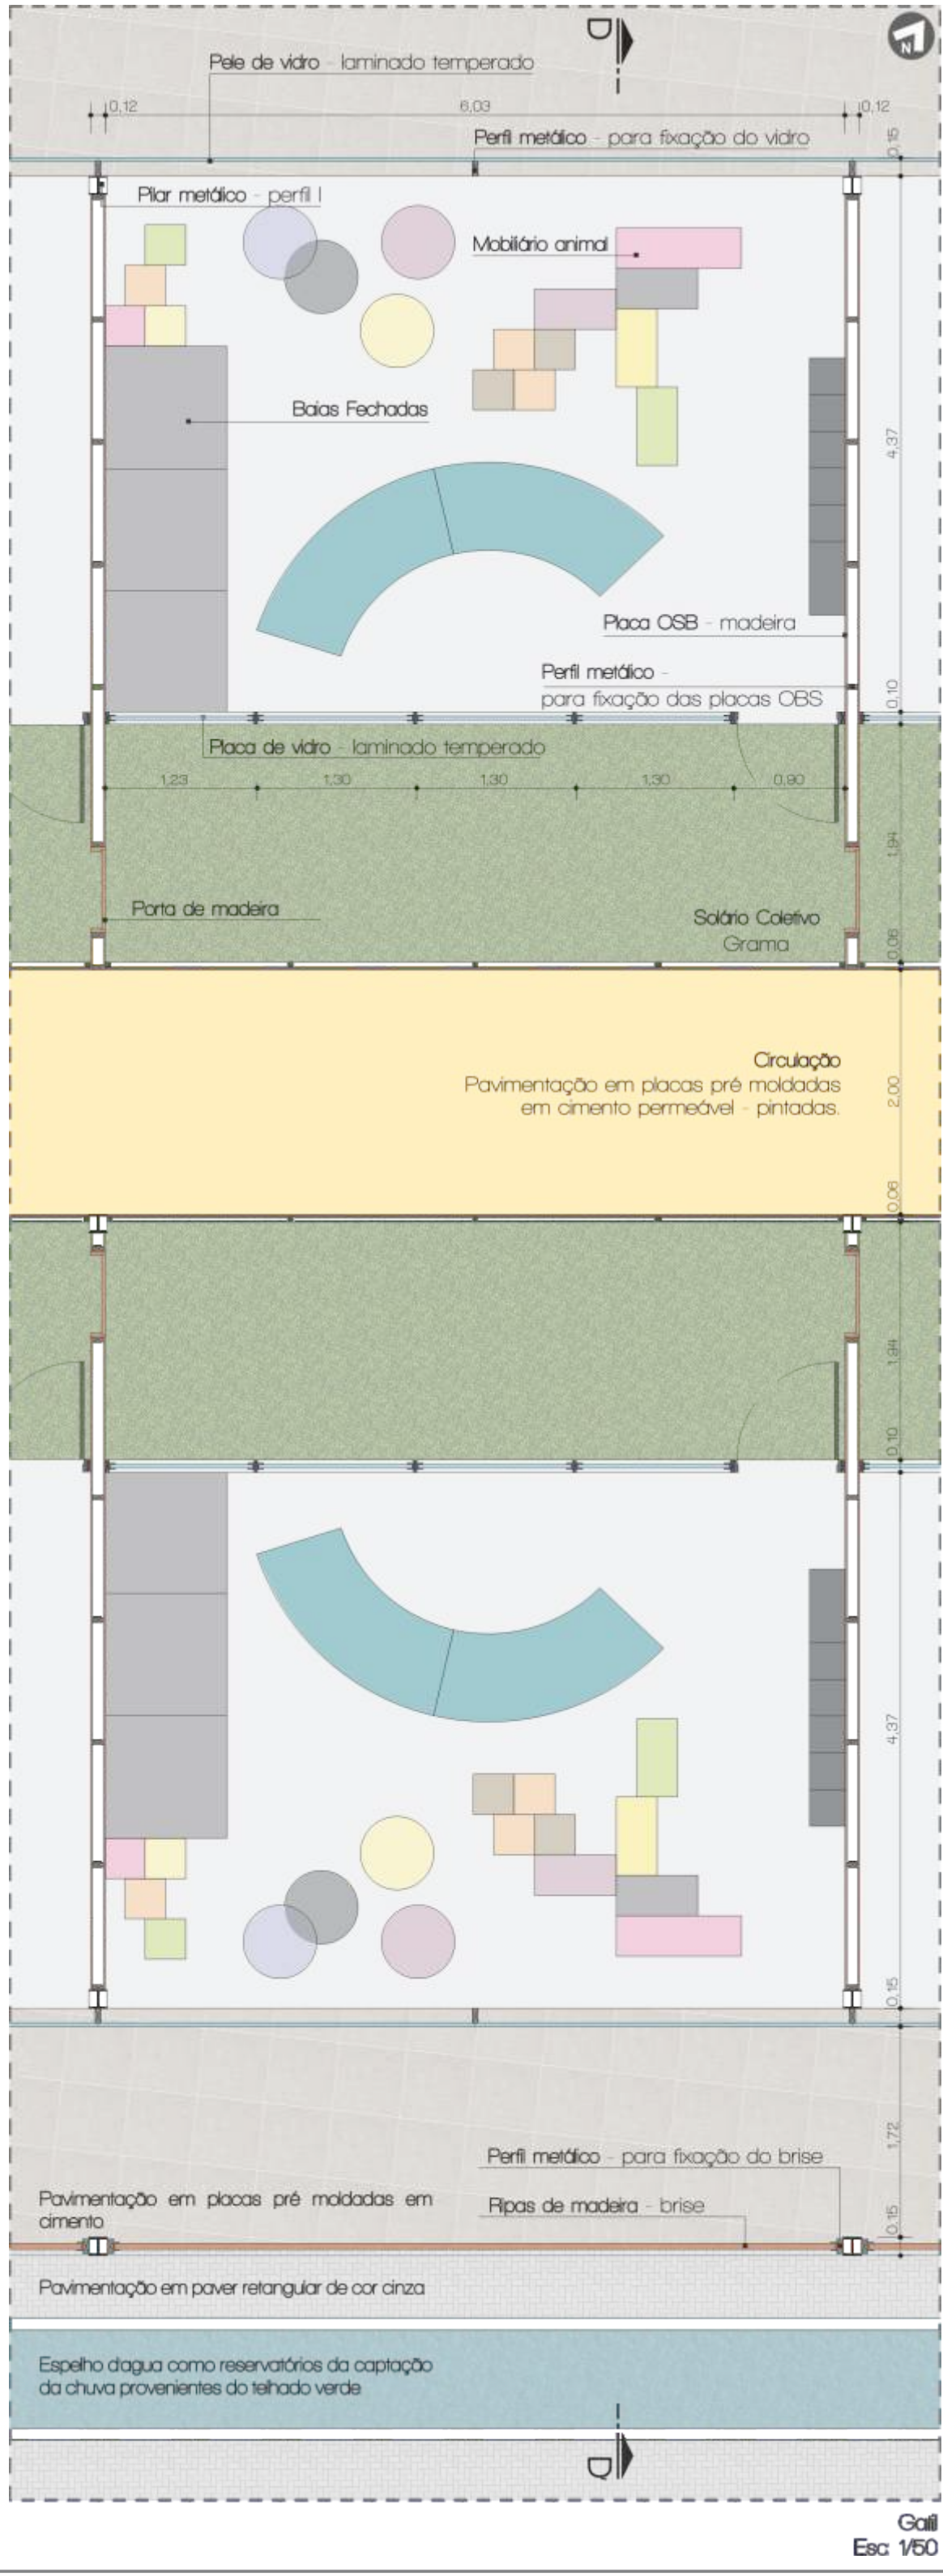 D
N
Pele de vidro - laminado temperado
0,12
6,03
0,12
Perfil metálico - para fixação do vidro
0,15
Pilar metálico - perfil I
Mobiliário animal
Baias Fechadas
4,37
Placa OSB - madeira
Perfil metálico -
para fixação das placas OBS
0,10
Placa de vidro - laminado temperado
1,23
1,30
1,30
1,30
0,90
1,94
Porta de madeira
Solário Coletivo
Grama
0,06
Circulação
Pavimentação em placas pré moldadas
em cimento permeável - pintadas.
2,00
0,06
1,94
0,10
4,37
0,15
1,72
Perfil metálico - para fixação do brise
Pavimentação em placas pré moldadas em
cimento
Ripas de madeira - brise
0,15
Pavimentação em paver retangular de cor cinza
Espelho d'agua como reservatórios da captação
da chuva provenientes do telhado verde
D
Gatil
Esc: 1/50